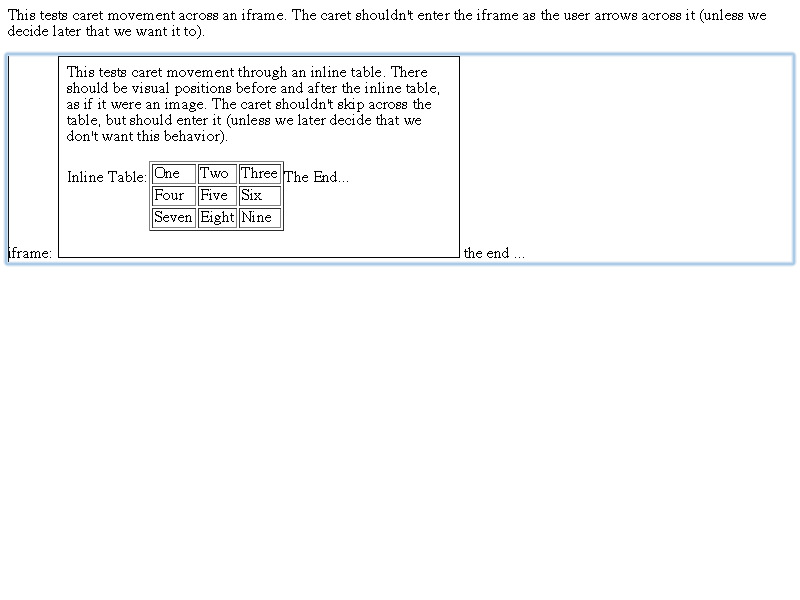 This tests caret movement across an iframe. The caret shouldn't enter the iframe as the user arrows across it (unless we
decide later that we want it to).
This tests caret movement through an inline table. There
should be visual positions before and after the inline table,
as if it were an image. The caret shouldn't skip across the
table, but should enter it (unless we later decide that we
don't want this behavior).
Inline Table: One Two Three The End...
Four Five Six
Seven Eight Nine
iframe: the end ...